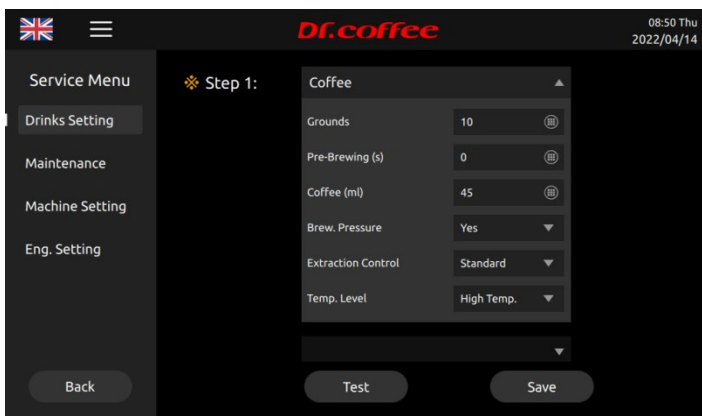 Dr.coffee
08:50 Thu
2022/04/14
Service Menu
Drinks Setting
Maintenance
Machine Setting
Eng. Setting
Back
※ Step 1:
Coffee
Grounds 10
Pre-Brewing (s) 0
Coffee (ml) 45
Brew. Pressure Yes
Extraction Control Standard
Temp. Level High Temp.
Test
Save